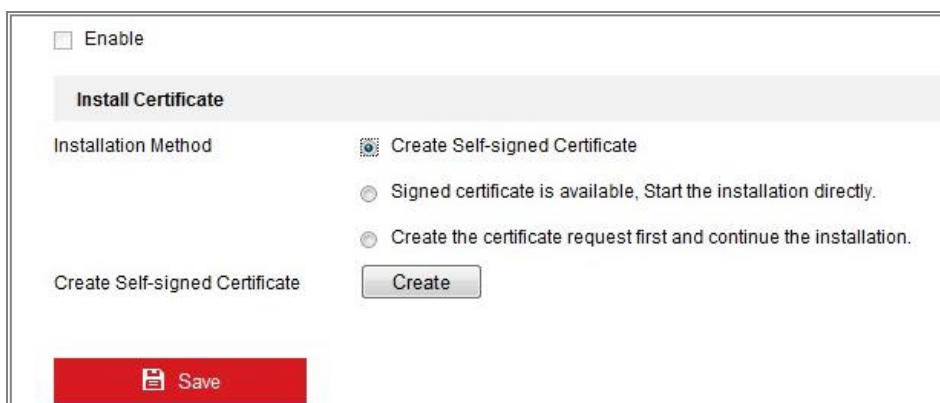 Enable
Install Certificate
Installation Method
Create Self-signed Certificate
Signed certificate is available, Start the installation directly.
Create the certificate request first and continue the installation.
Create Self-signed Certificate
Create
Save